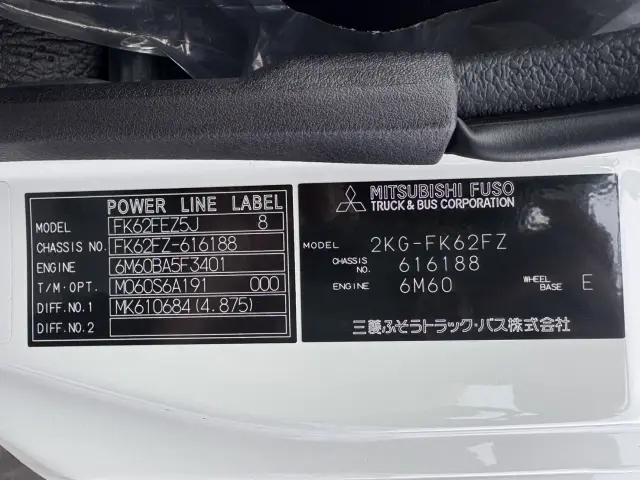 POWER LINE LABEL
MODEL FK62FEZ5J 8
CHASSIS NO. FK62FZ-616188
ENGINE 6M60BA5F3401
T/M・OPT. M060S6A191 000
DIFF.NO.1 MK610684(4.875)
DIFF.NO.2
MITSUBISHI FUSO
TRUCK & BUS CORPORATION
MODEL 2KG-FK62FZ
CHASSIS NO. 616188
ENGINE 6M60 WHEEL BASE E
三菱ふそうトラック・バス株式会社